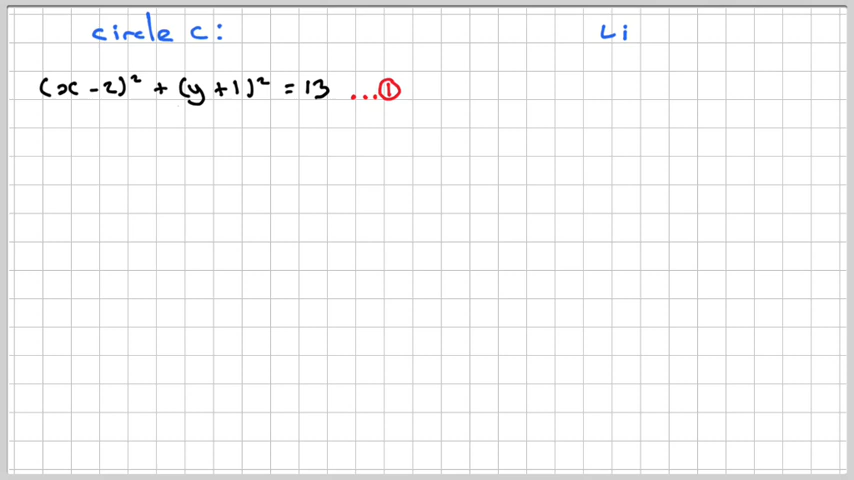 circle C:
Li
(x - 2)² + (y + 1)² = 13 ...①